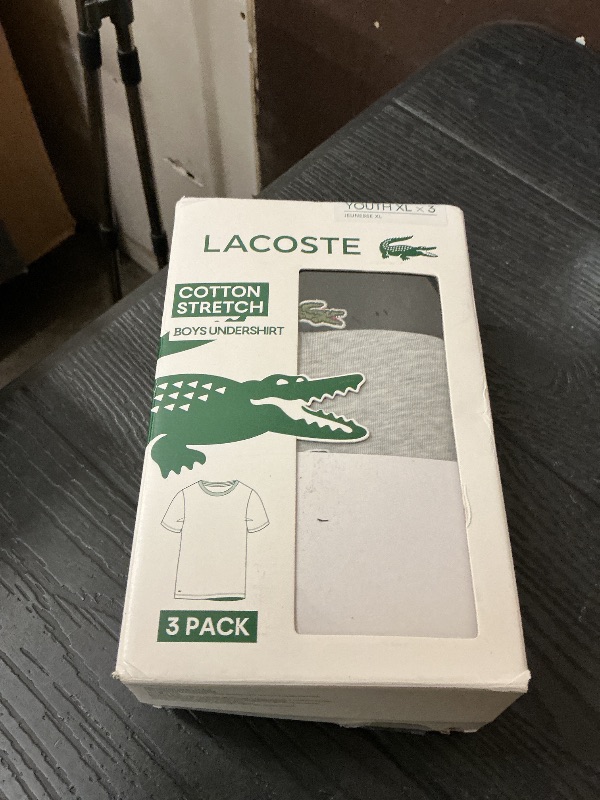 YOUTH XL x 3
JEUNESSE XL
LACOSTE
COTTON
STRETCH
BOYS UNDERSHIRT
3 PACK